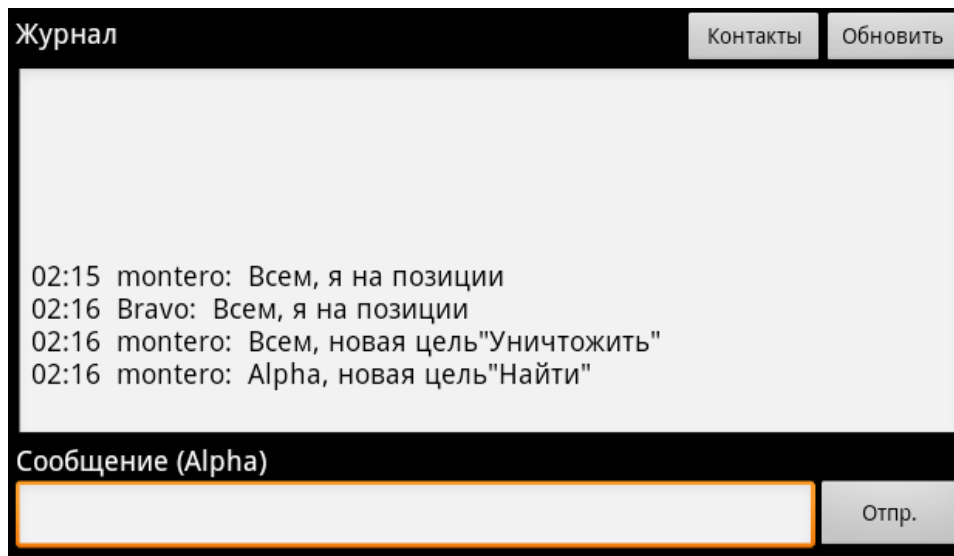 Журнал Контакты Обновить
02:15 montero: Всем, я на позиции
02:16 Bravo: Всем, я на позиции
02:16 montero: Всем, новая цель"Уничтожить"
02:16 montero: Alpha, новая цель"Найти"
Сообщение (Alpha)
Отпр.